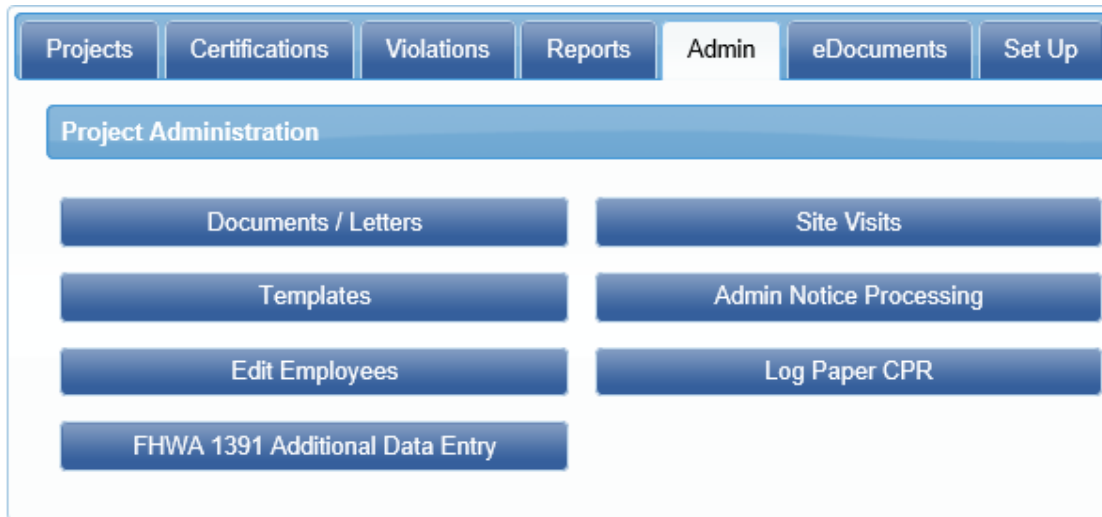 Projects Certifications Violations Reports Admin eDocuments Set Up
Project Administration
Documents / Letters Site Visits
Templates Admin Notice Processing
Edit Employees Log Paper CPR
FHWA 1391 Additional Data Entry